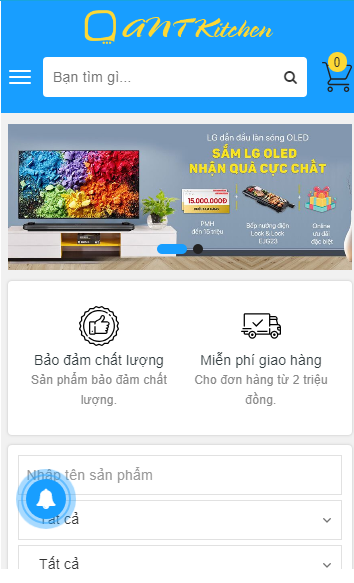 ANTKitchen
Bạn tìm gì...
0
LG dẫn đầu làn sóng OLED
SẮM LG OLED
NHẬN QUÀ CỰC CHẤT
15.000.000Đ
PMH
đến 15 triệu
Bếp nướng điện
Lock & Lock
EJG23
Online
ưu đãi
đặc biệt
Bảo đảm chất lượng
Sản phẩm bảo đảm chất
lượng.
Miễn phí giao hàng
Cho đơn hàng từ 2 triệu
đồng.
Nhập tên sản phẩm
Tất cả
Tất cả